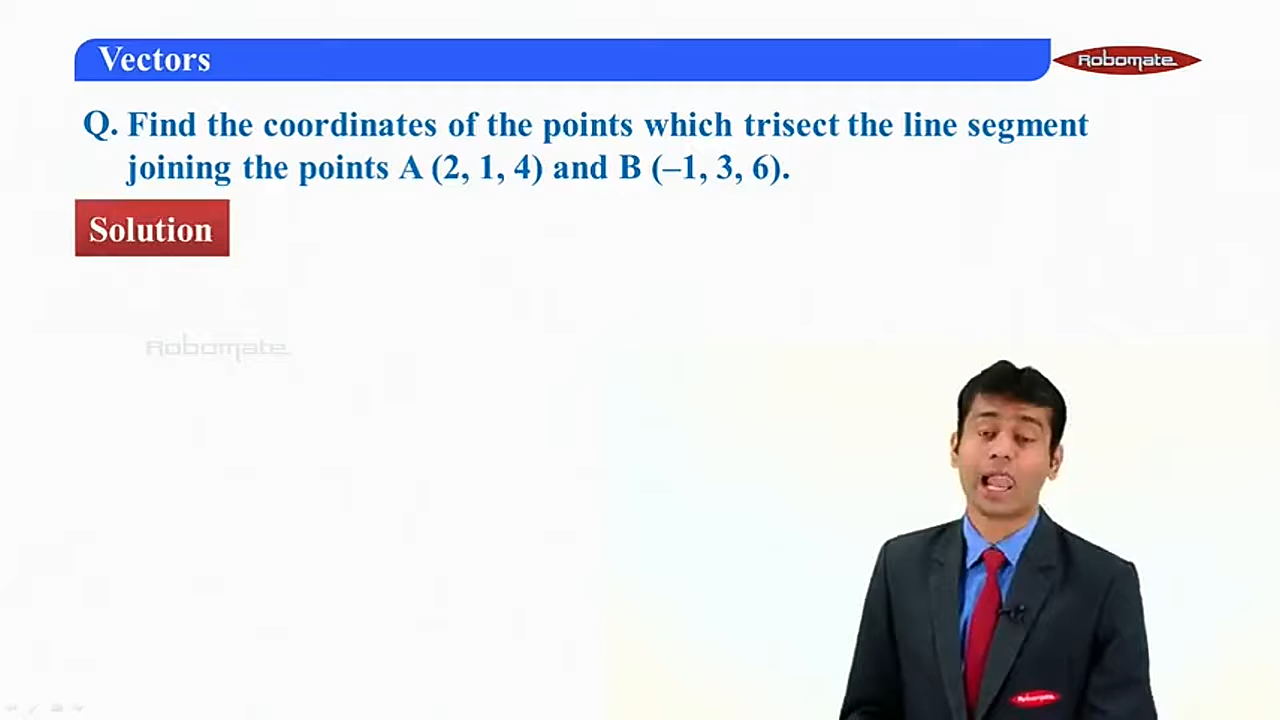 Vectors
Robomate
Q. Find the coordinates of the points which trisect the line segment
joining the points A (2, 1, 4) and B (–1, 3, 6).
Solution
Robomate
Robomate